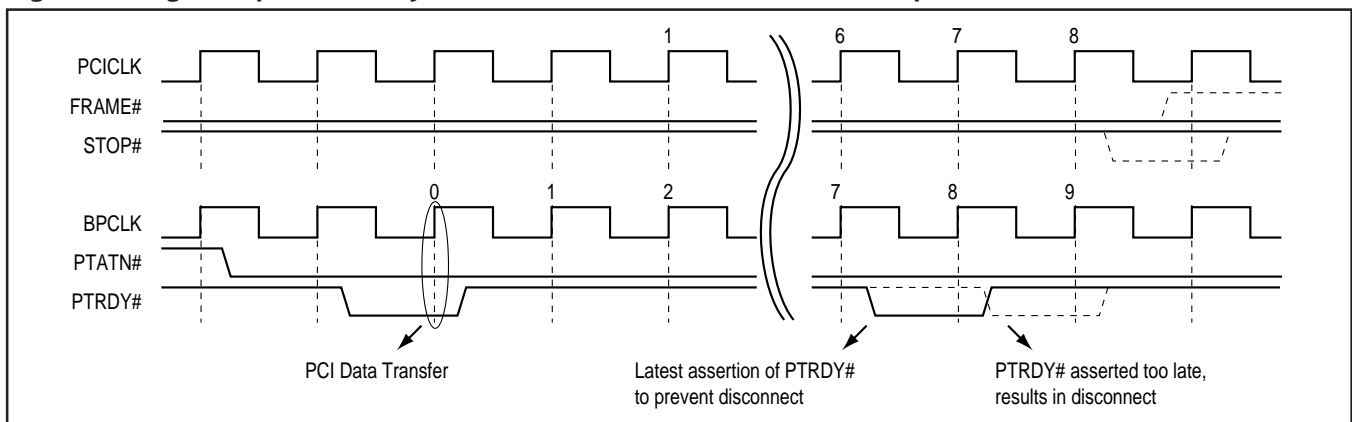 1 6 7 8
PCICLK
FRAME#
STOP#
0 1 2 7 8 9
BPCLK
PTATN#
PTRDY#
PCI Data Transfer
Latest assertion of PTRDY#
to prevent disconnect
PTRDY# asserted too late,
results in disconnect